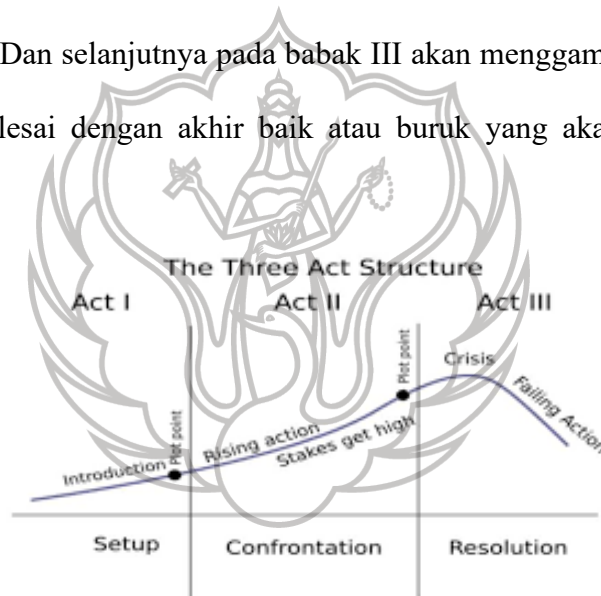 Dan selanjutnya pada babak III akan menggam
lesai dengan akhir baik atau buruk yang aka
The Three Act Structure
Act I Act II Act III
Crisis
Plot point
Failing Action
Plot point
Rising action
Introduction
Stakes get high
Setup Confrontation Resolution